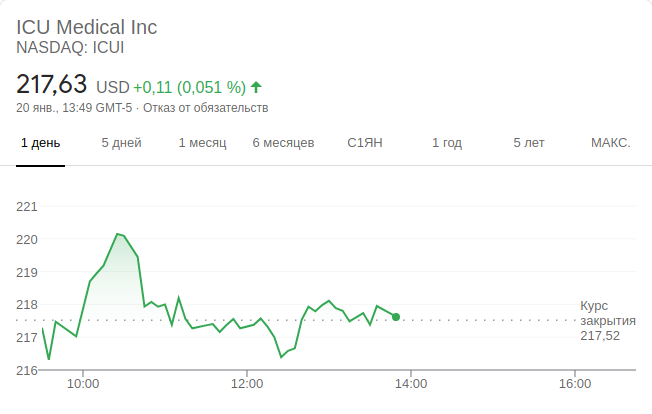 ICU Medical Inc
NASDAQ: ICUI
217,63 USD +0,11 (0,051 %)
20 янв., 13:49 GMT-5 · Отказ от обязательств
1 день 5 дней 1 месяц 6 месяцев С1ЯН 1 год 5 лет МАКС.
221
220
219
218
217
216
Курс
закрытия
217,52
10:00 12:00 14:00 16:00